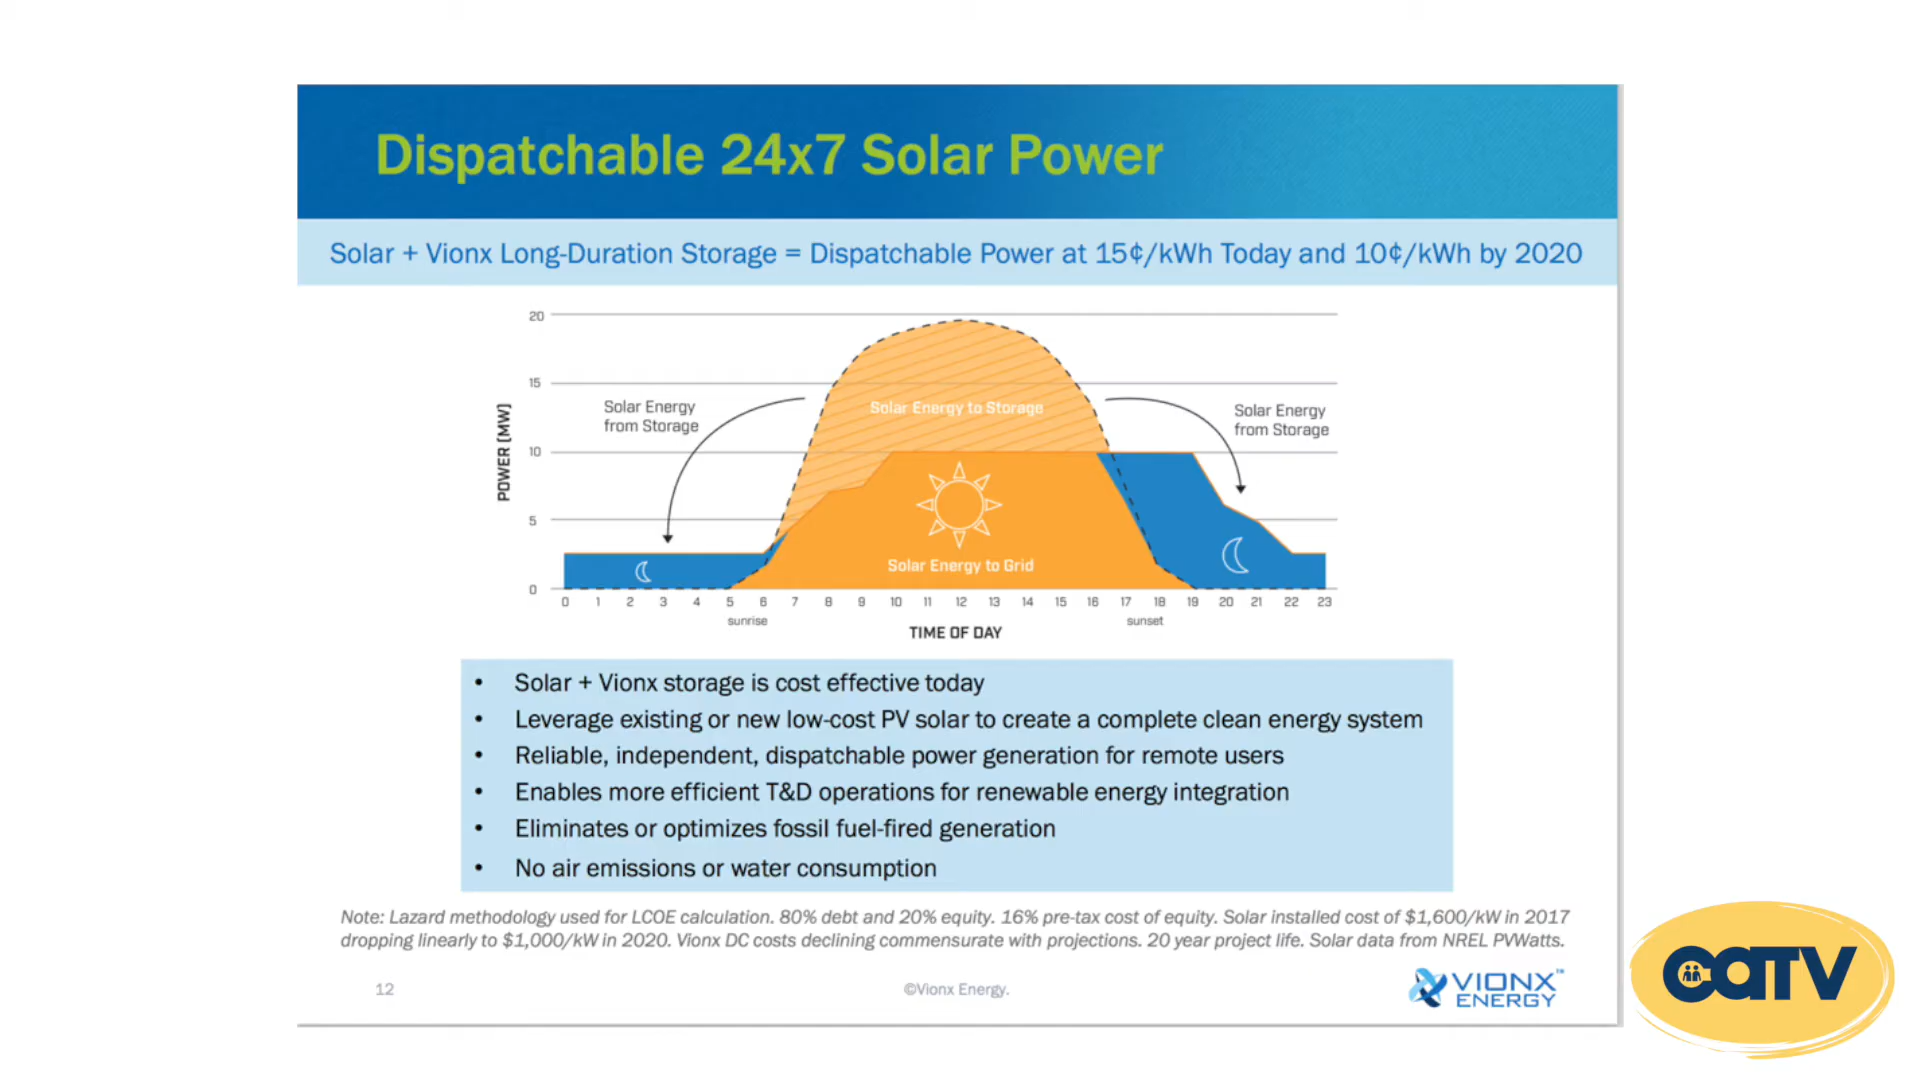 Dispatchable 24x7 Solar Power
Solar + Vionx Long-Duration Storage = Dispatchable Power at 15¢/kWh Today and 10¢/kWh by 2020
POWER [MW]
20
15
10
5
0
Solar Energy
from Storage
Solar Energy to Storage
Solar Energy
from Storage
Solar Energy to Grid
0 1 2 3 4 5 6 7 8 9 10 11 12 13 14 15 16 17 18 19 20 21 22 23
sunrise
sunset
TIME OF DAY
• Solar + Vionx storage is cost effective today
• Leverage existing or new low-cost PV solar to create a complete clean energy system
• Reliable, independent, dispatchable power generation for remote users
• Enables more efficient T&D operations for renewable energy integration
• Eliminates or optimizes fossil fuel-fired generation
• No air emissions or water consumption
Note: Lazard methodology used for LCOE calculation. 80% debt and 20% equity. 16% pre-tax cost of equity. Solar installed cost of $1,600/kW in 2017
dropping linearly to $1,000/kW in 2020. Vionx DC costs declining commensurate with projections. 20 year project life. Solar data from NREL PVWatts.
12
©Vionx Energy.
VIONX™
ENERGY
CATV